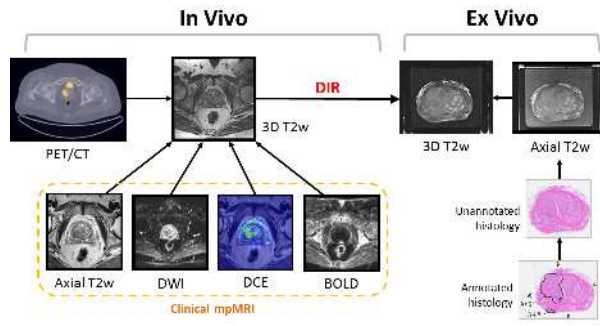 In Vivo
Ex Vivo
DIR
3D T2w
PET/CT
3D T2w
Axial T2w
Unannotated
histology
Axial T2w
DWI
DCE
BOLD
Annotated
histology
Clinical mpMRI